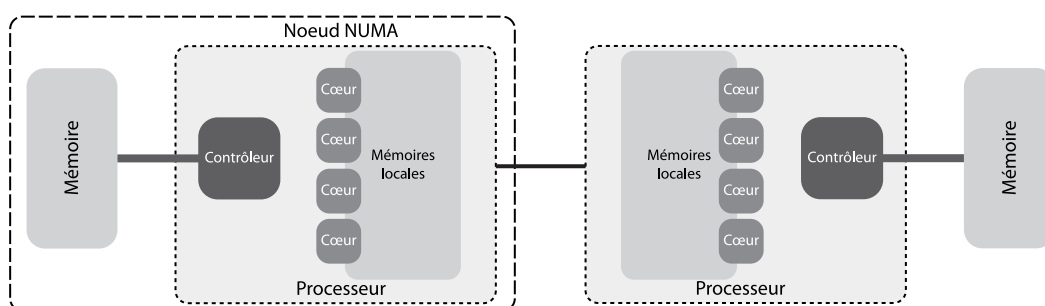 Noeud NUMA
Mémoire
Contrôleur
Cœur
Cœur
Cœur
Cœur
Mémoires
locales
Processeur
Mémoires
locales
Cœur
Cœur
Cœur
Cœur
Contrôleur
Processeur
Mémoire